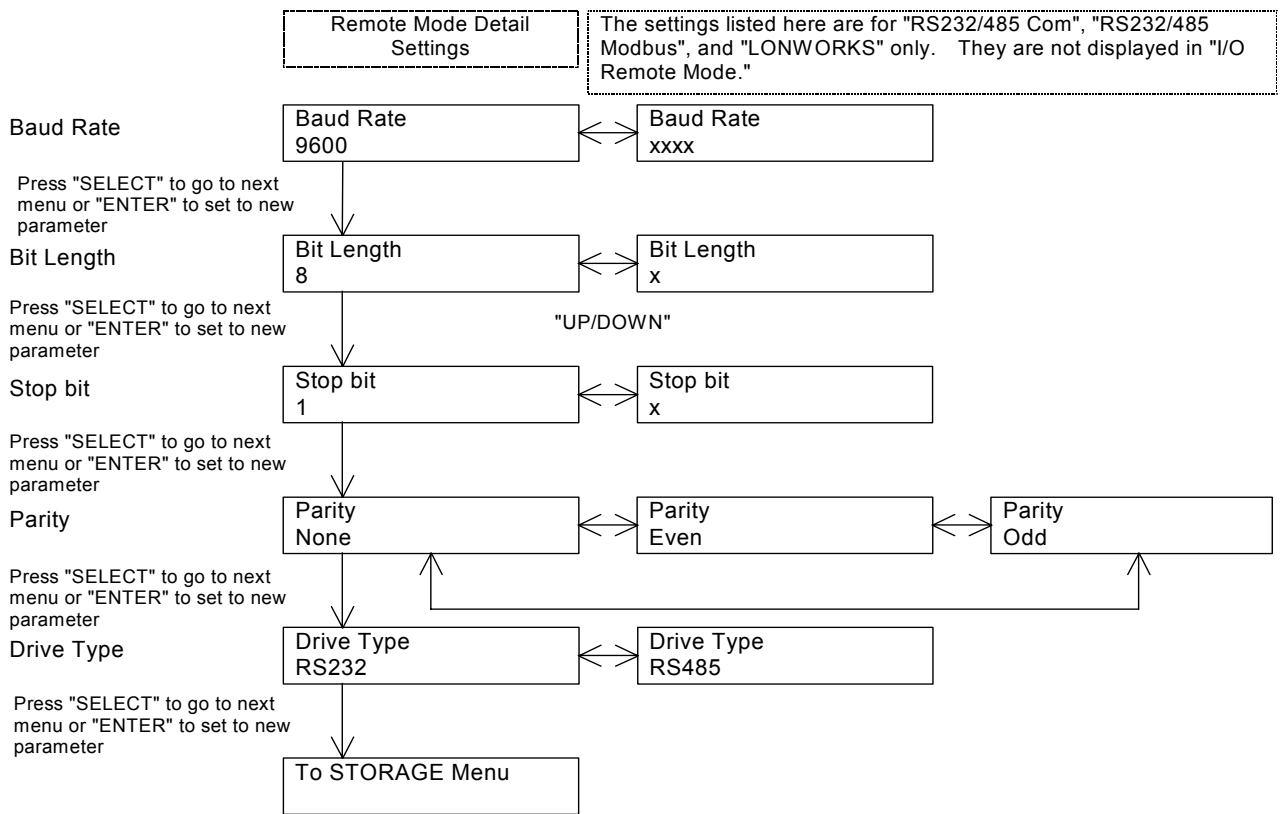 Remote Mode Detail
Settings
The settings listed here are for "RS232/485 Com", "RS232/485
Modbus", and "LONWORKS" only. They are not displayed in "I/O
Remote Mode."
Baud Rate
Baud Rate
9600
Baud Rate
xxxx
Press "SELECT" to go to next
menu or "ENTER" to set to new
parameter
Bit Length
Bit Length
8
Bit Length
x
Press "SELECT" to go to next
menu or "ENTER" to set to new
parameter
"UP/DOWN"
Stop bit
Stop bit
1
Stop bit
x
Press "SELECT" to go to next
menu or "ENTER" to set to new
parameter
Parity
Parity
None
Parity
Even
Parity
Odd
Press "SELECT" to go to next
menu or "ENTER" to set to new
parameter
Drive Type
Drive Type
RS232
Drive Type
RS485
Press "SELECT" to go to next
menu or "ENTER" to set to new
parameter
To STORAGE Menu